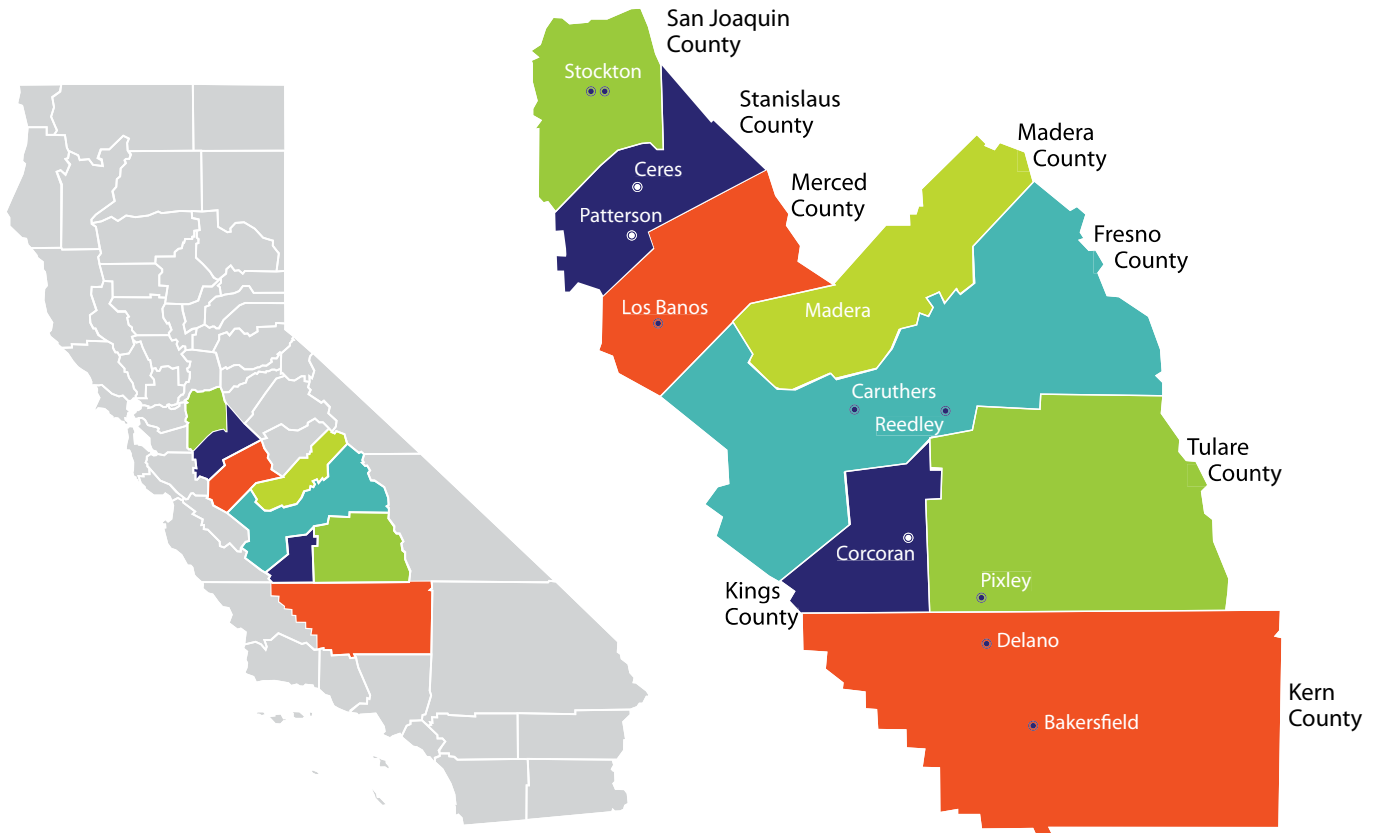 San Joaquin
County
Stockton
Stanislaus
County
Madera
County
Ceres
Merced
County
Patterson
Fresno
County
Los Banos
Madera
Caruthers
Reedley
Tulare
County
Corcoran
Pixley
Kings
County
Delano
Kern
County
Bakersfield